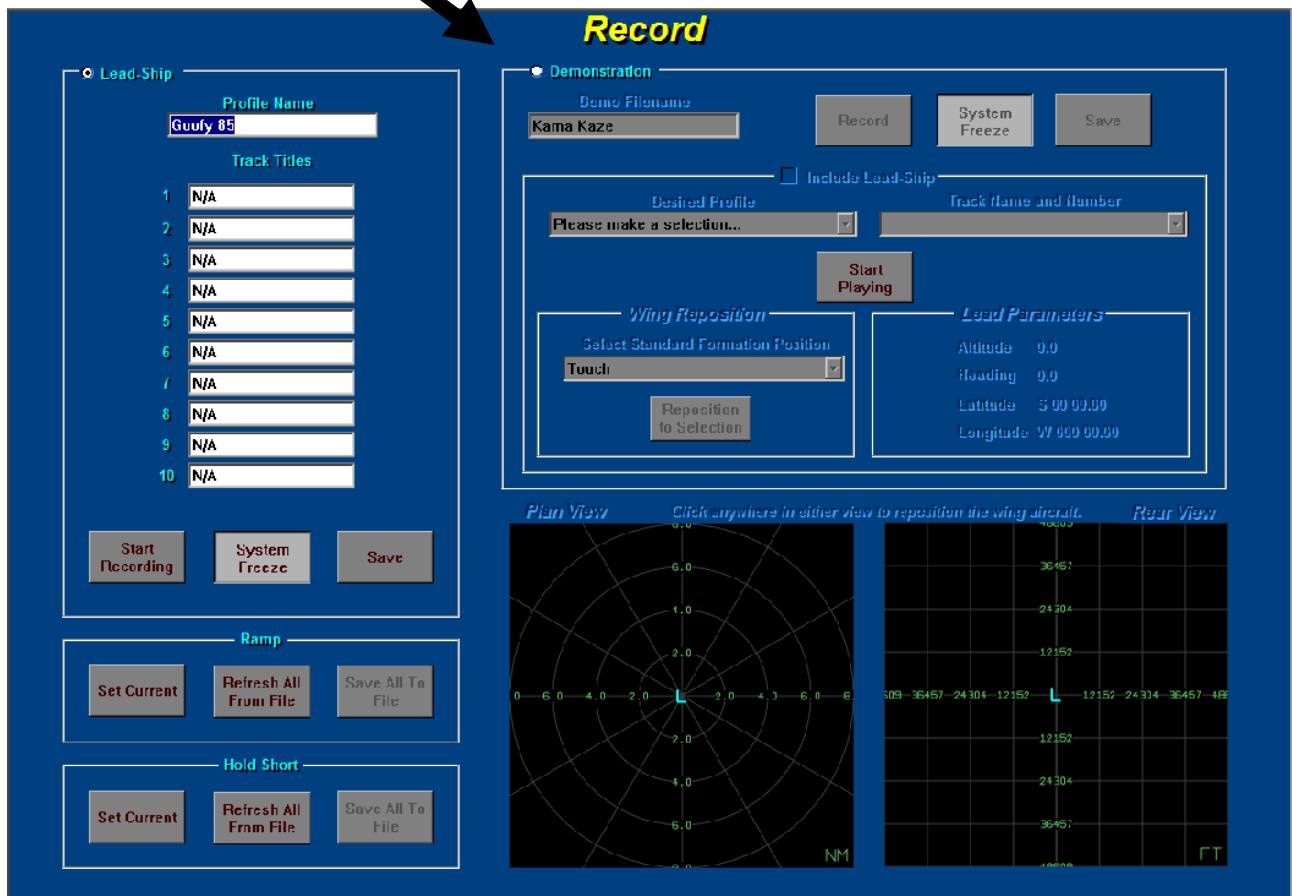 Record
Lead-Ship
Profile Name
Guufy 85
Track Titles
1 N/A
2 N/A
3 N/A
4 N/A
5 N/A
6 N/A
7 N/A
8 N/A
9 N/A
10 N/A
Start Recording
System Freeze
Save
Ramp
Set Current
Refresh All From File
Save All To File
Hold Short
Set Current
Refresh All From File
Save All To File
Demonstration
Demo Filename
Kama Kaze
Record
System Freeze
Save
Include Lead-Ship
Desired Profile
Please make a selection...
Track Name and Number
Start Playing
Wing Reposition
Select Standard Formation Position
Touch
Reposition to Selection
Lead Parameters
Altitude 0.0
Heading 0.0
Latitude S 00 00.00
Longitude W 000 00.00
Plan View
Click anywhere in either view to reposition the wing aircraft.
Rear View
6.0
4.0
2.0
6.0 4.0 2.0 L 2.0 4.0 6.0
2.0
4.0
6.0
NM
36457
24304
12152
36457 24304 12152 L 12152 24304 36457
12152
24304
36457
FT